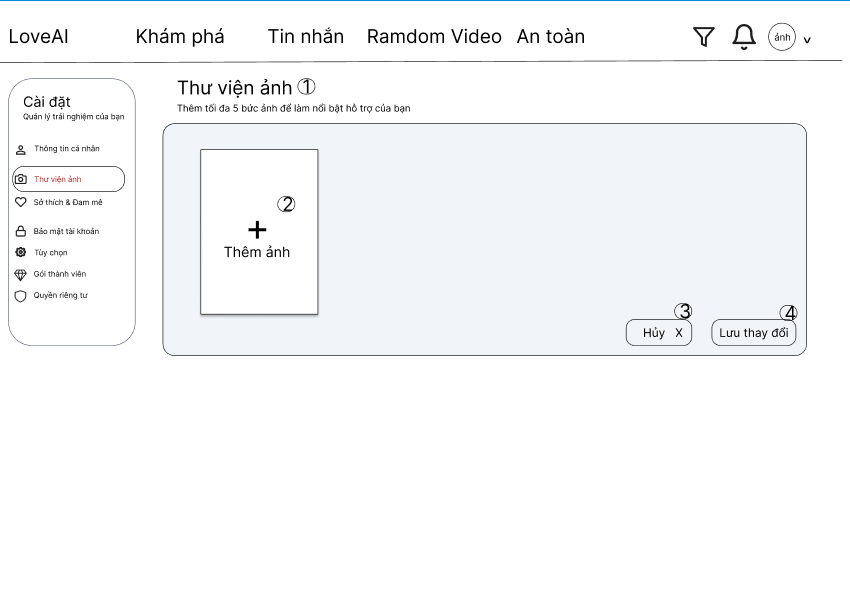 LoveAI Khám phá Tin nhắn Ramdom Video An toàn ảnh v
Cài đặt
Quản lý trải nghiệm của bạn
Thông tin cá nhân
Thư viện ảnh
Sở thích & Đam mê
Bảo mật tài khoản
Tùy chọn
Gói thành viên
Quyền riêng tư
Thư viện ảnh 1
Thêm tối đa 5 bức ảnh để làm nổi bật hồ trợ của bạn
2
+
Thêm ảnh
3
Hủy X
4
Lưu thay đổi